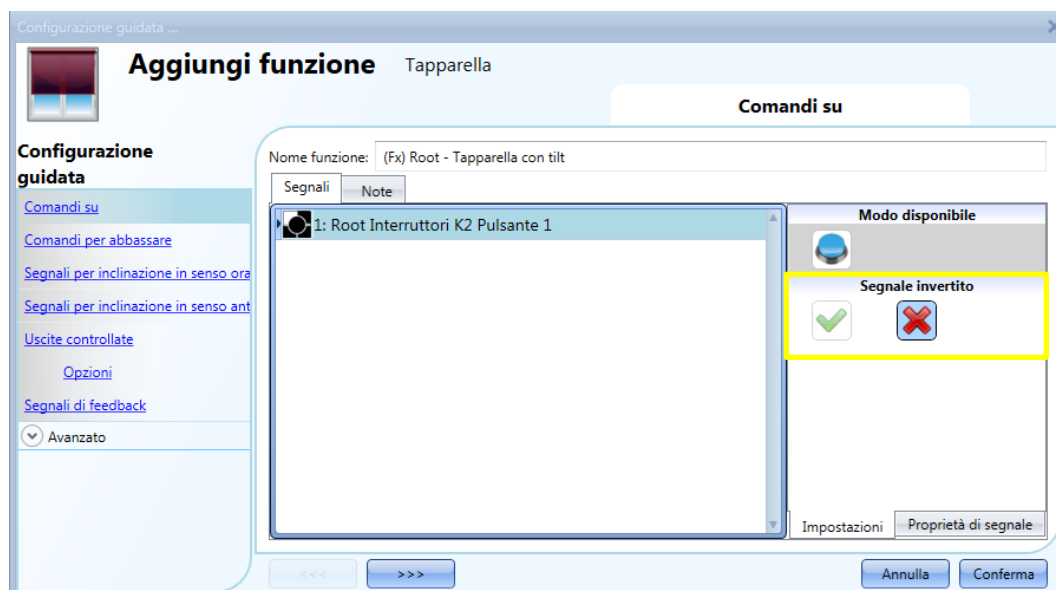 Configurazione guidata ...
Aggiungi funzione Tapparella
Comandi su
Configurazione
guidata
Comandi su
Comandi per abbassare
Segnali per inclinazione in senso ora
Segnali per inclinazione in senso ant
Uscite controllate
Opzioni
Segnali di feedback
Avanzato
Nome funzione: (Fx) Root - Tapparella con tilt
Segnali Note
1: Root Interruttori K2 Pulsante 1
Modo disponibile
Segnale invertito
Impostazioni Proprietà di segnale
<<< >>> Annulla Conferma